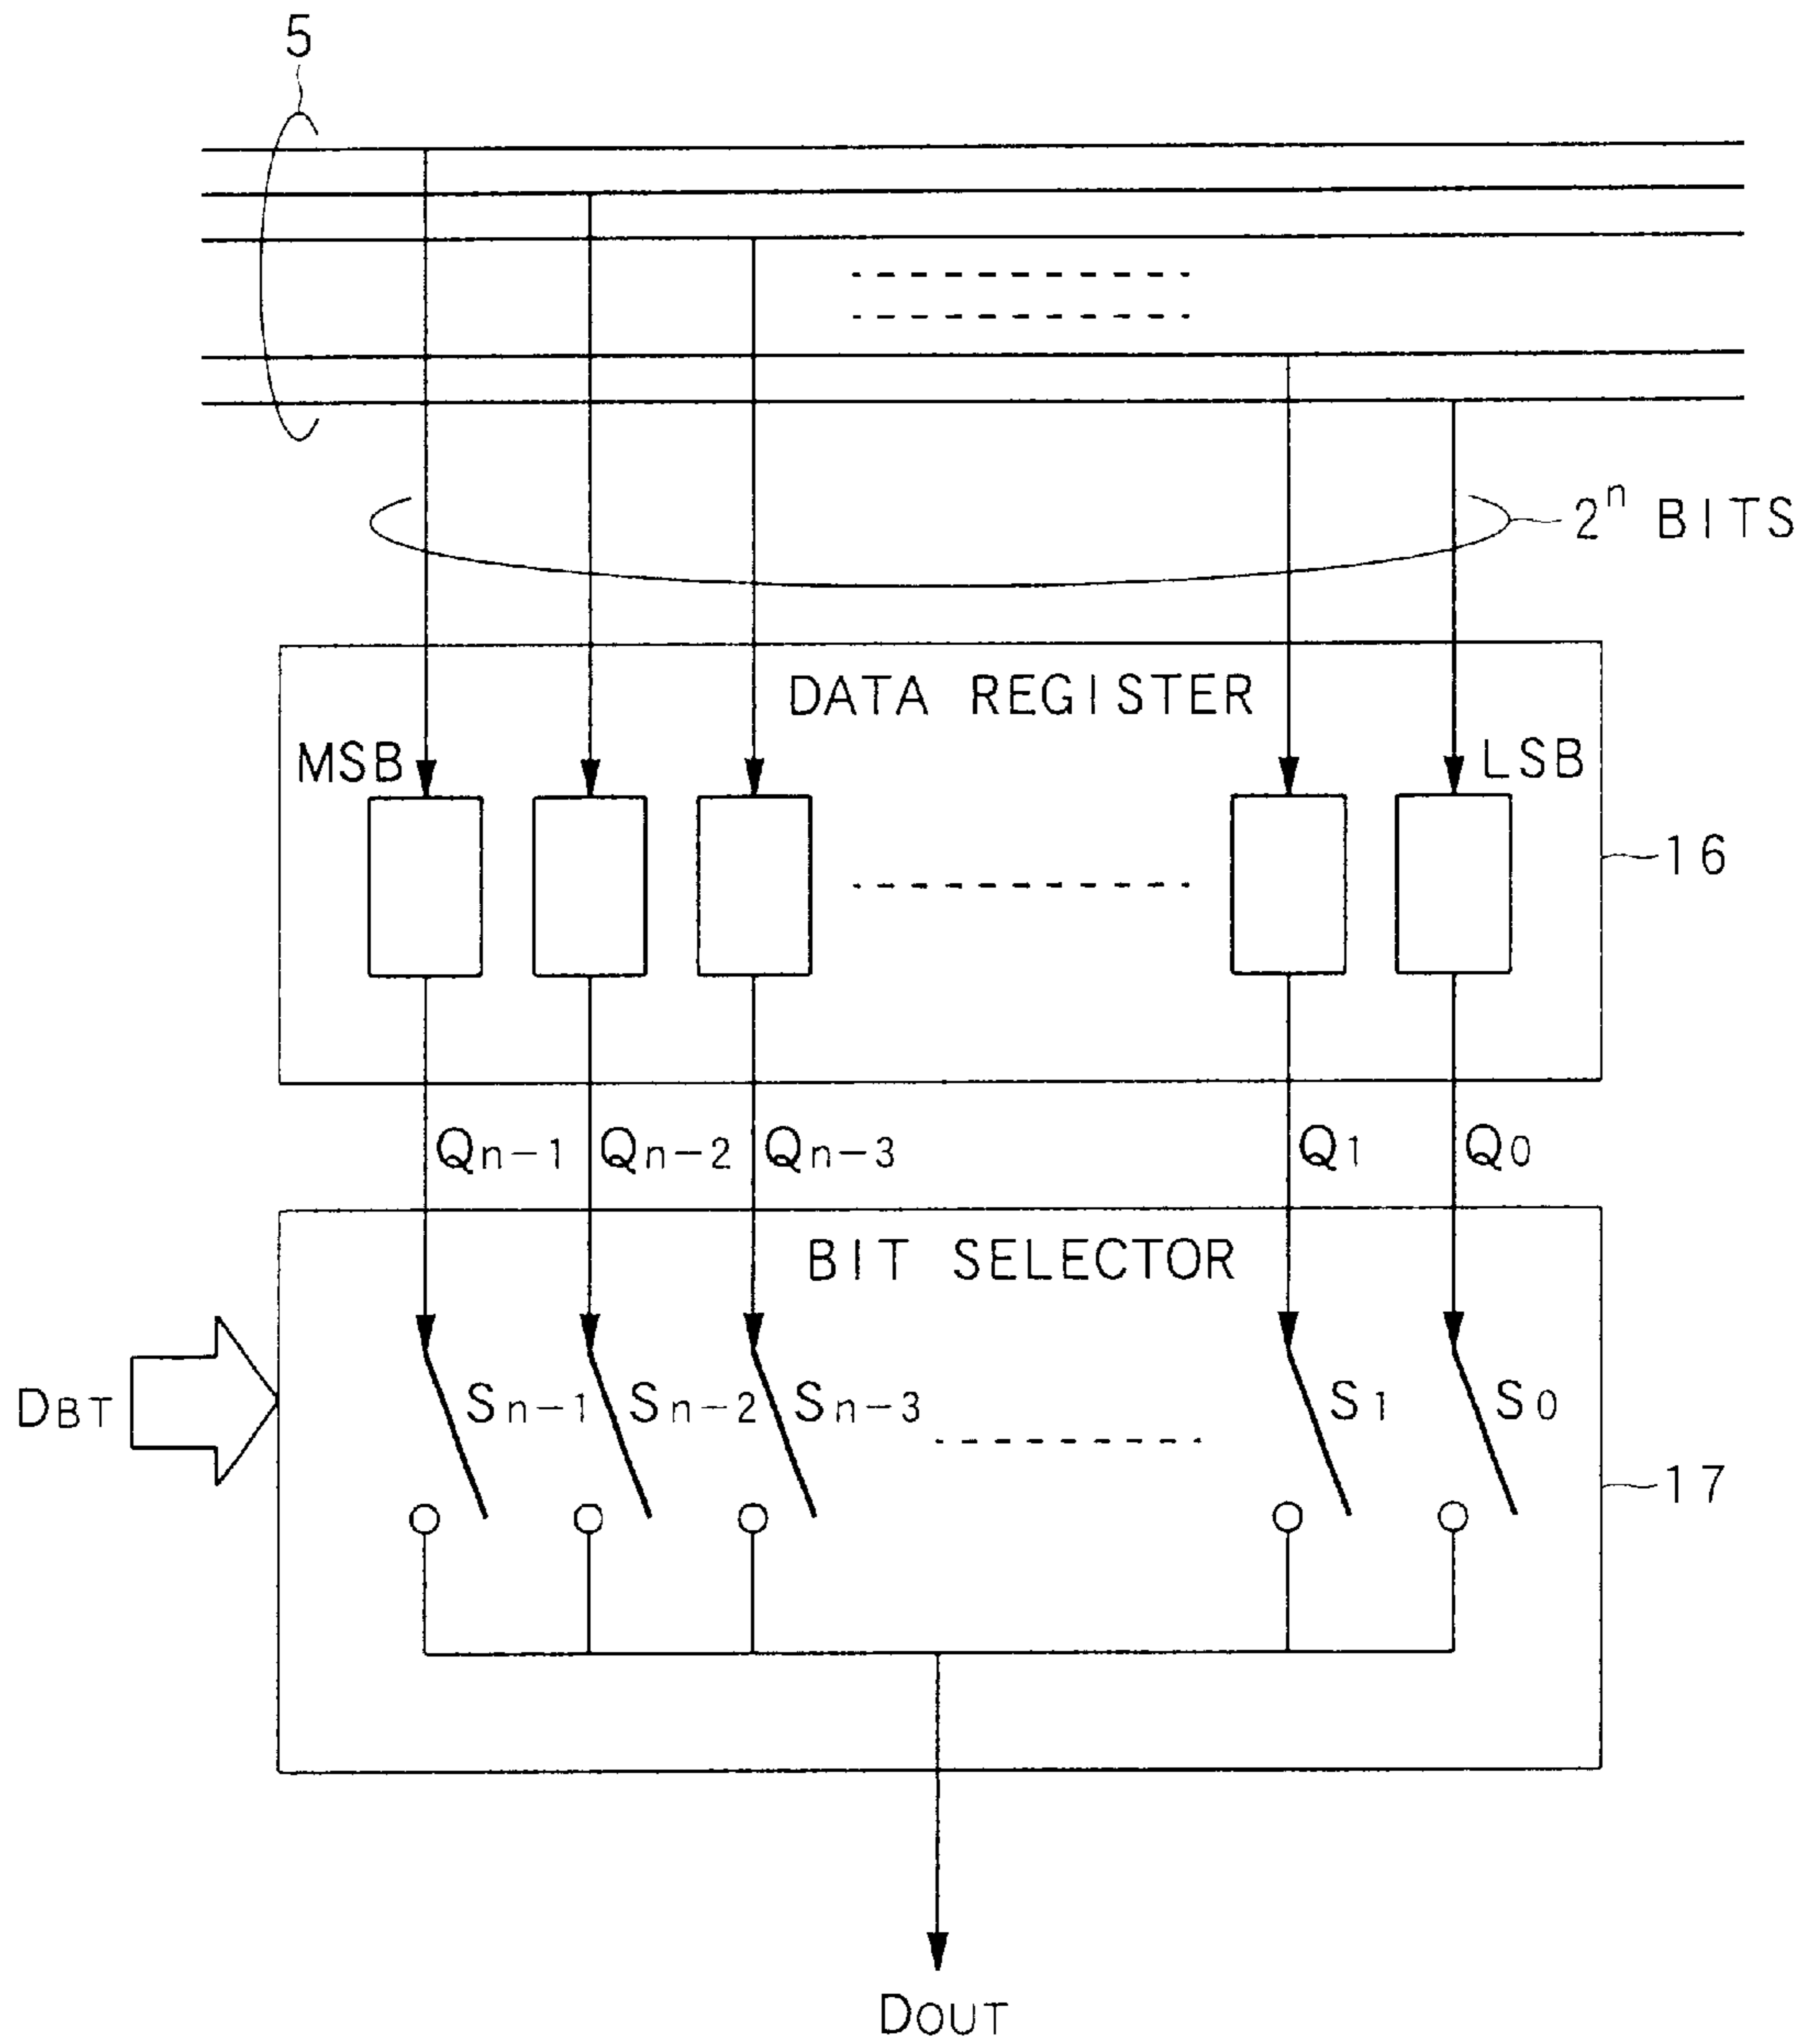 5
2ⁿ BITS
DATA REGISTER
MSB
LSB
16
Qn-1 Qn-2 Qn-3 Q1 Q0
BIT SELECTOR
DBT
Sn-1 Sn-2 Sn-3 S1 S0
17
DOUT